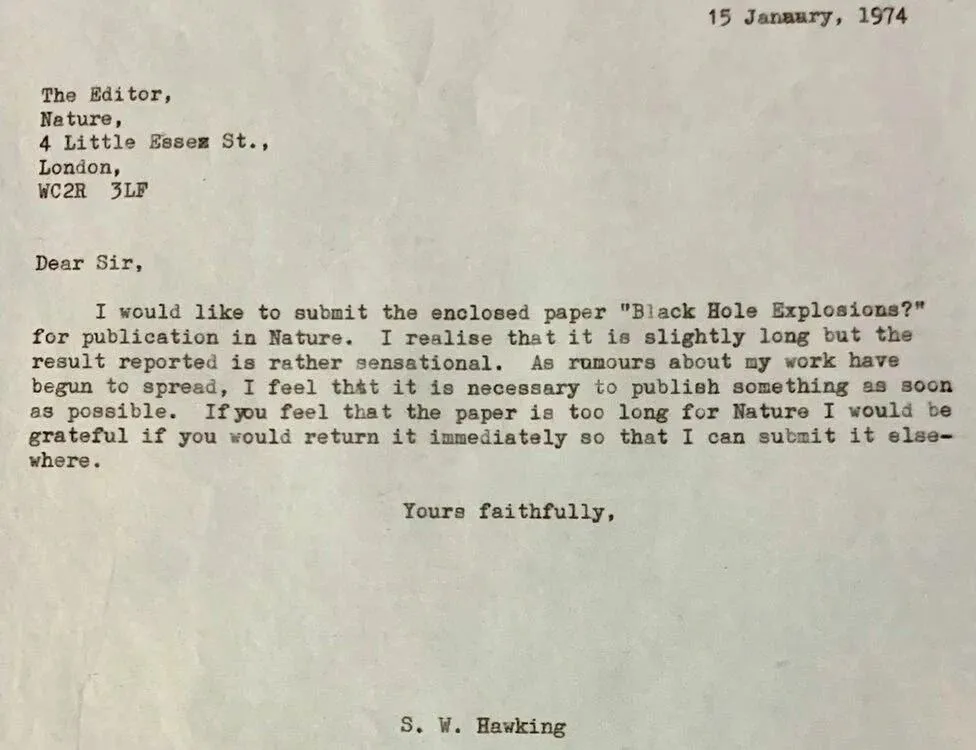 15 January, 1974
The Editor,
Nature,
4 Little Essex St.,
London,
WC2R 3LF
Dear Sir,
I would like to submit the enclosed paper "Black Hole Explosions?"
for publication in Nature. I realise that it is slightly long but the
result reported is rather sensational. As rumours about my work have
begun to spread, I feel that it is necessary to publish something as soon
as possible. If you feel that the paper is too long for Nature I would be
grateful if you would return it immediately so that I can submit it else-
where.
Yours faithfully,
S. W. Hawking